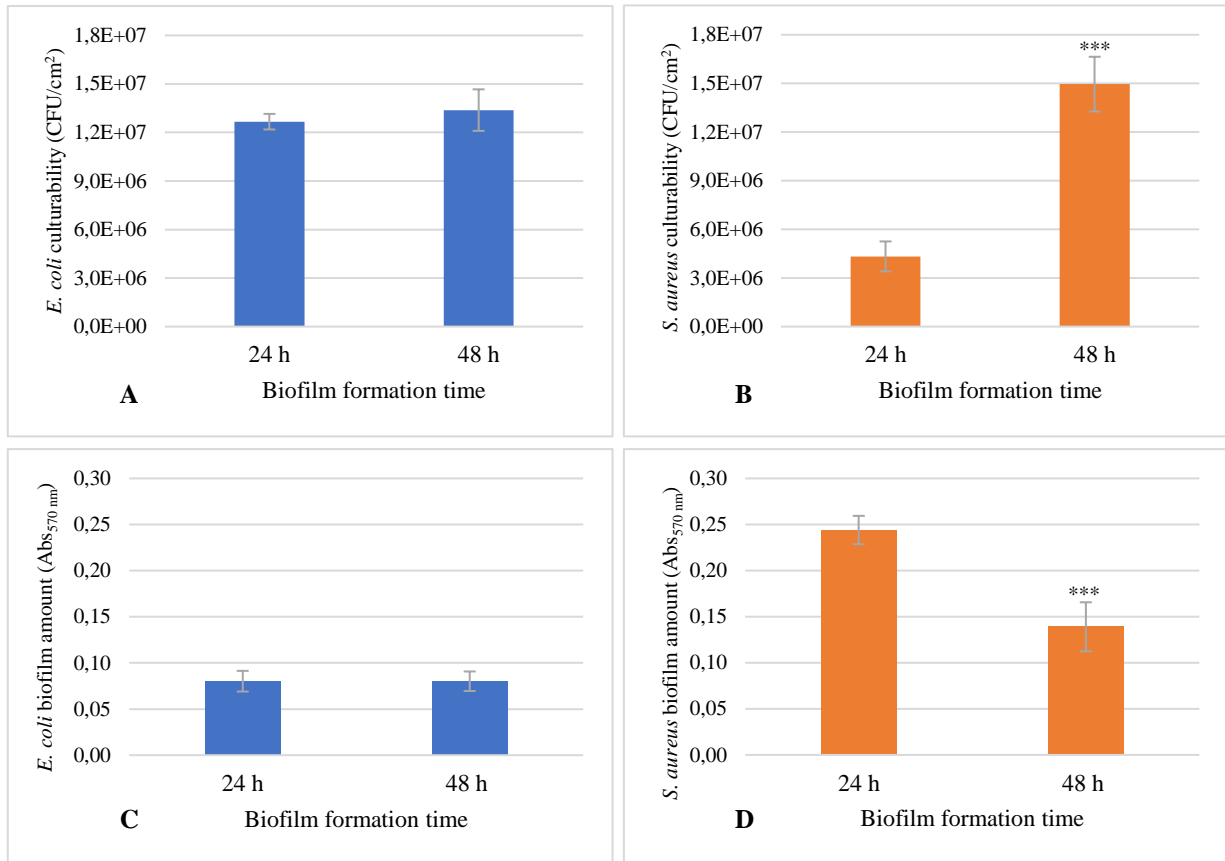 E. coli culturability (CFU/cm²)
1,8E+07
1,5E+07
1,2E+07
9,0E+06
6,0E+06
3,0E+06
0,0E+00
24 h 48 h
A Biofilm formation time
S. aureus culturability (CFU/cm²)
1,8E+07
1,5E+07
1,2E+07
9,0E+06
6,0E+06
3,0E+06
0,0E+00
***
24 h 48 h
B Biofilm formation time
E. coli biofilm amount (Abs₅₇₀ ₙₘ)
0,30
0,25
0,20
0,15
0,10
0,05
0,00
24 h 48 h
C Biofilm formation time
S. aureus biofilm amount (Abs₅₇₀ ₙₘ)
0,30
0,25
0,20
0,15
0,10
0,05
0,00
***
24 h 48 h
D Biofilm formation time